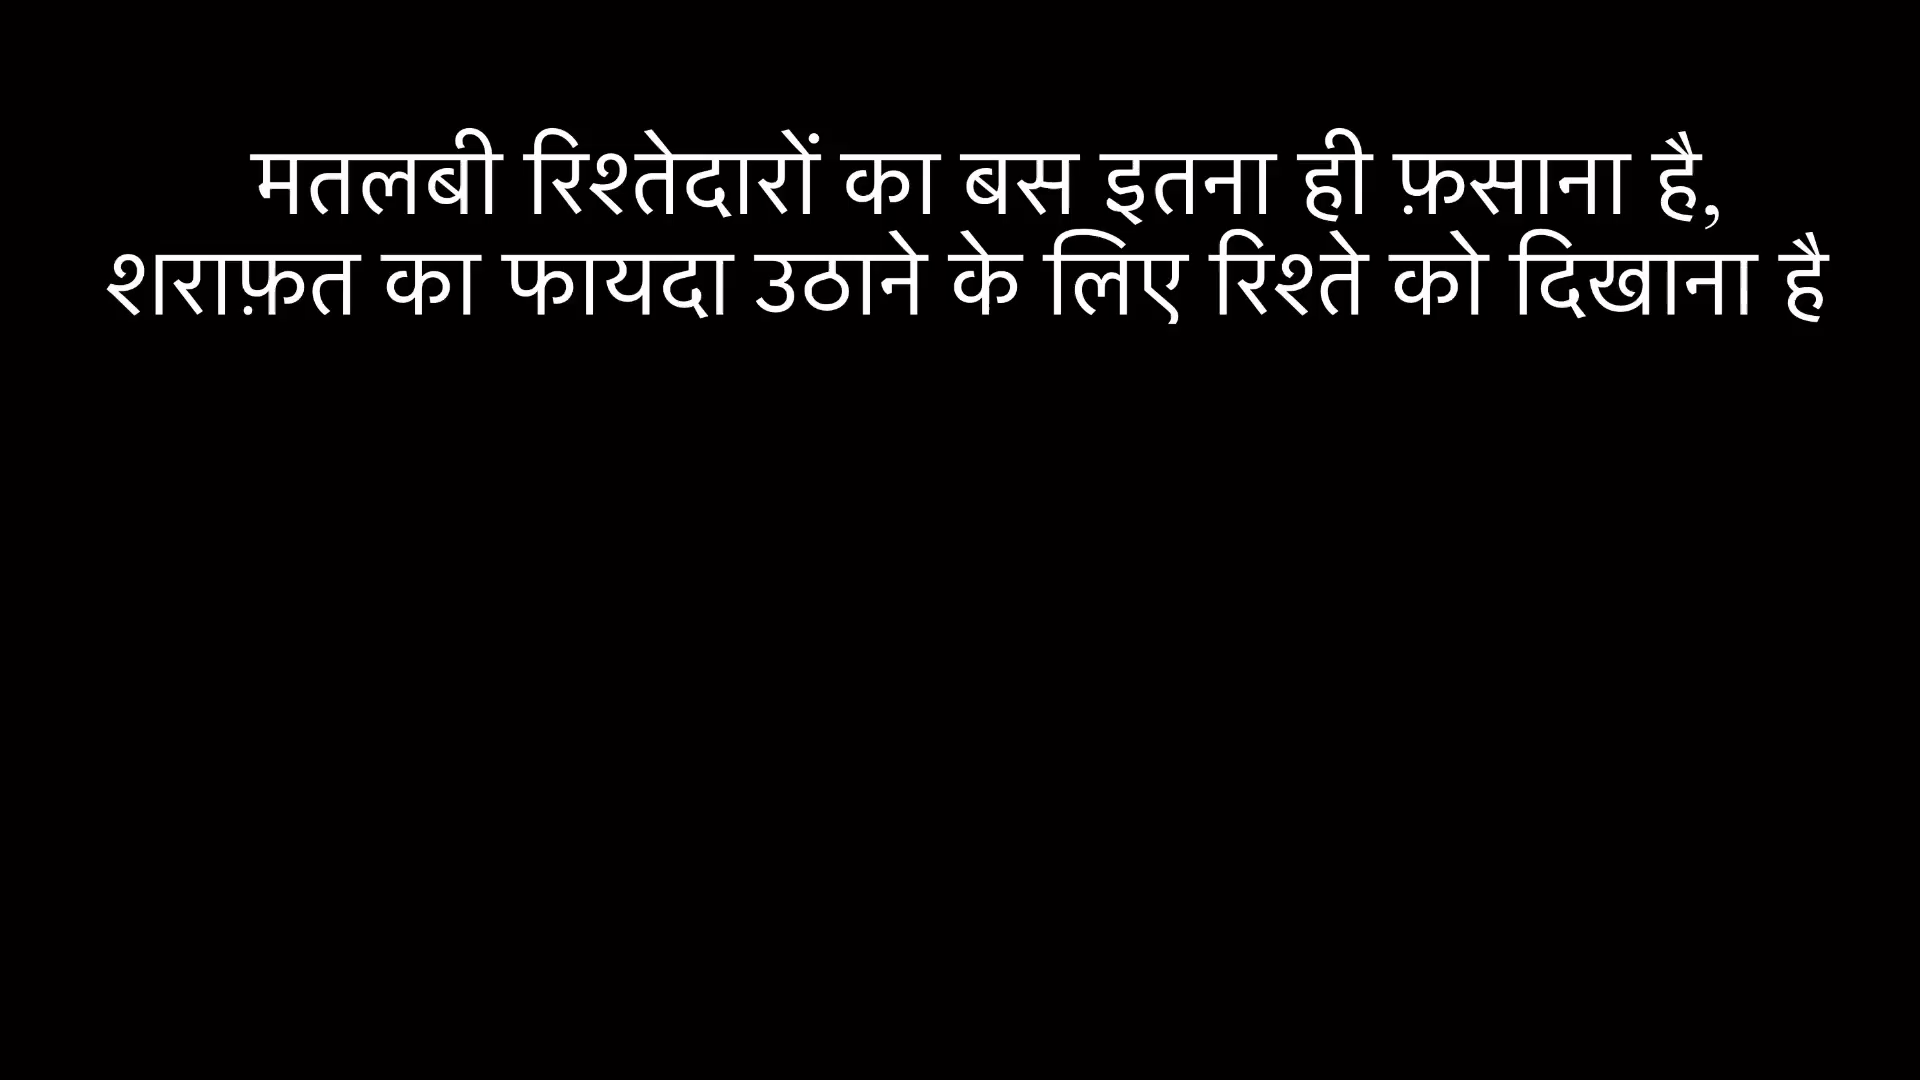 मतलबी रिश्तेदारों का बस इतना ही फ़साना है,
शराफ़त का फायदा उठाने के लिए रिश्ते को दिखाना है